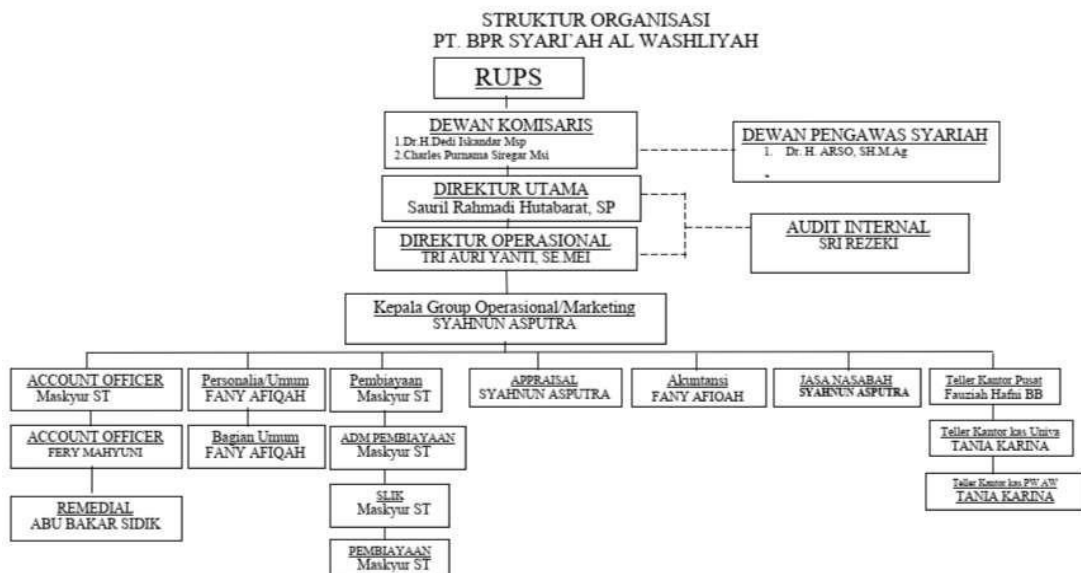 STRUKTUR ORGANISASI
PT. BPR SYARI'AH AL WASHLIYAH
RUPS
DEWAN KOMISARIS
1.Dr.H.Dedi Iskandar Msp
2.Charles Purnama Siregar Msi
DEWAN PENGAWAS SYARIAH
1. Dr. H. ARSO, SH.M.Ag
DIREKTUR UTAMA
Sauril Rahmadi Hutabarat, SP
AUDIT INTERNAL
SRI REZEKI
DIREKTUR OPERASIONAL
TRI AURI YANTI, SE.MEI
Kepala Group Operasional/Marketing
SYAHNUN ASPUTRA
ACCOUNT OFFICER
Maskyur ST
Personalia/Umum
FANY AFIQAH
Pembiayaan
Maskyur ST
APPRAISAL
SYAHNUN ASPUTRA
Akuntansi
FANY AFIOAH
JASA NASABAH
SYAHNUN ASPUTRA
Teller Kantor Pusat
Fauziah Hafni BB
ACCOUNT OFFICER
FERY MAHYUNI
Bagian Umum
FANY AFIQAH
ADM PEMBIAYAAN
Maskyur ST
Teller Kantor kas Univa
TANIA KARINA
REMEDIAL
ABU BAKAR SIDIK
SLIK
Maskyur ST
Teller Kantor kas PW AW
TANIA KARINA
PEMBIAYAAN
Maskyur ST